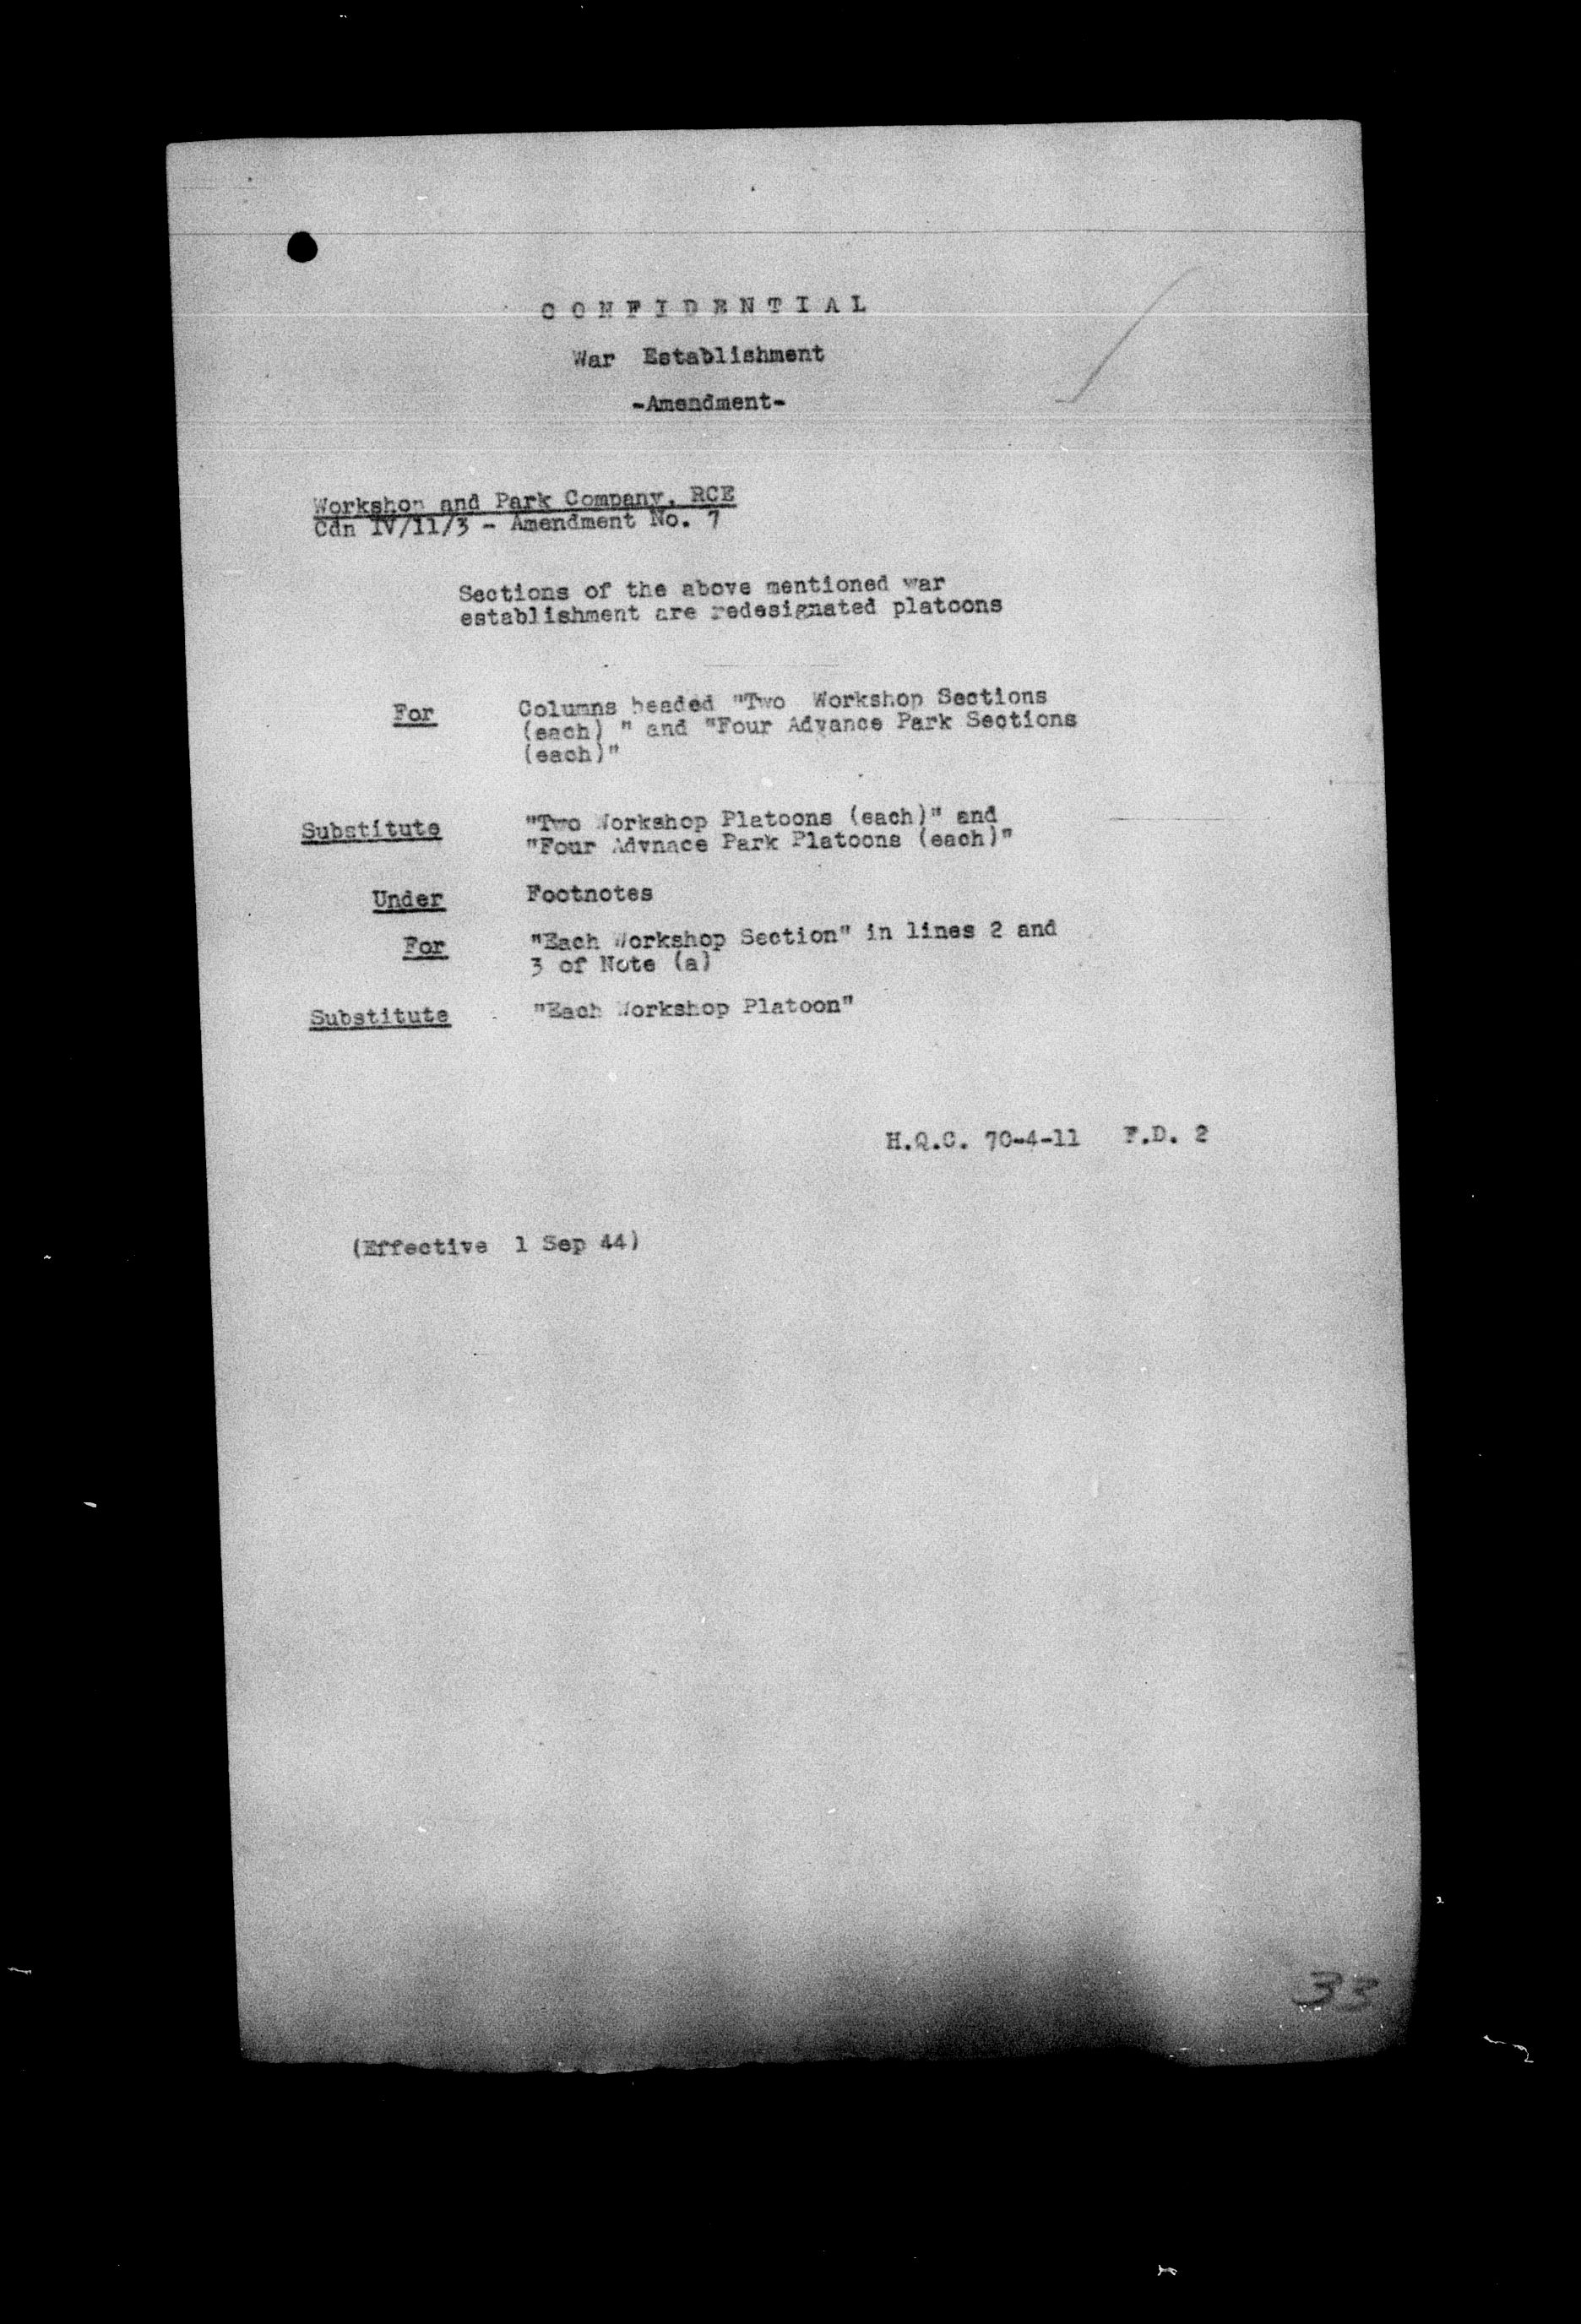 CONFIDENTIAL
War Establishment
-Amendment-
Workshop and Park Company, RCE
Cdn IV/11/3 - Amendment No. 7
Sections of the above mentioned war
establishment are redesignated platoons
For Columns headed "Two Workshop Sections
(each) " and "Four Advance Park Sections
(each)"
Substitute "Two Workshop Platoons (each)" and
"Four Advnace Park Platoons (each)"
Under Footnotes
For "Each Workshop Section" in lines 2 and
3 of Note (a)
Substitute "Each Workshop Platoon"
H.Q.C. 70-4-11 F.D. 2
(Effective 1 Sep 44)
33